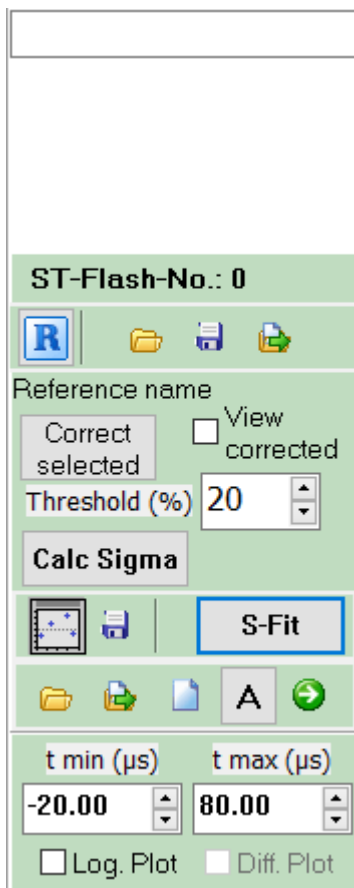 ST-Flash-No.: 0
R
Reference name
Correct selected
View corrected
Threshold (%) 20
Calc Sigma
S-Fit
A
t min (µs) t max (µs)
-20.00 80.00
Log. Plot Diff. Plot